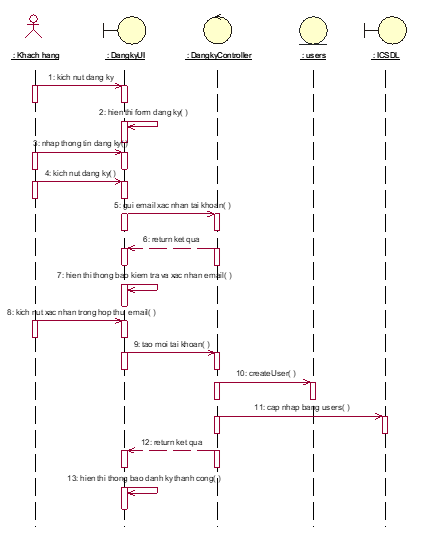 : Khach hang
: DangkyUI
: DangkyController
: users
: ICSDL
1: kich nut dang ky
2: hien thi form dang ky( )
3: nhap thong tin dang ky( )
4: kich nut dang ky( )
5: gui email xac nhan tai khoan( )
6: return ket qua
7: hien thi thong bao kiem tra va xac nhan email( )
8: kich nut xac nhan trong hop thu email( )
9: tao moi tai khoan( )
10: createUser( )
11: cap nhap bang users( )
12: return ket qua
13: hien thi thong bao danh ky thanh cong( )